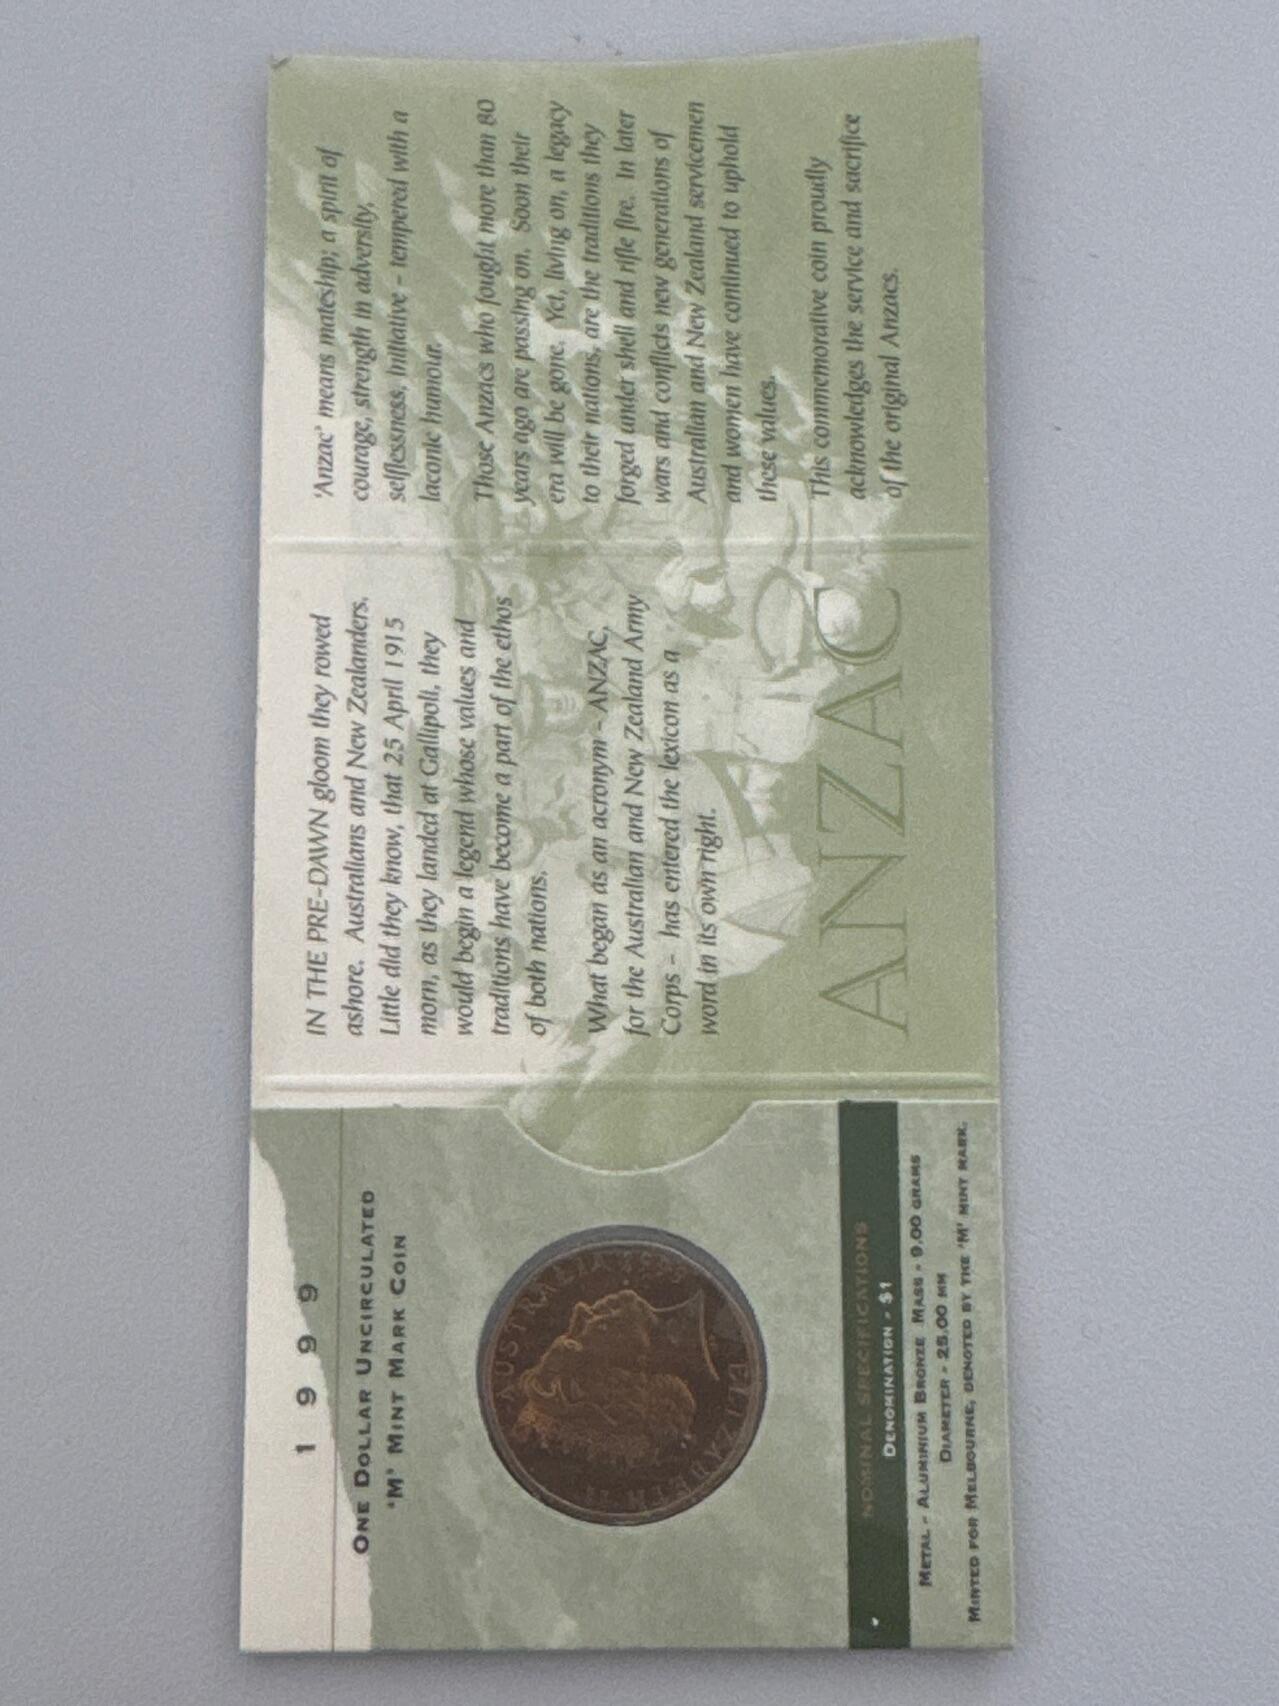 1999
ONE DOLLAR UNCIRCULATED
'M' MINT MARK COIN
AUSTRALIA 1999
ELIZABETH II
NOMINAL SPECIFICATIONS
DENOMINATION - $1
METAL - ALUMINIUM BRONZE MASS - 9.00 GRAMS
DIAMETER - 25.00 MM
MINTED FOR MELBOURNE, DENOTED BY THE 'M' MINT MARK.
IN THE PRE-DAWN gloom they rowed
ashore. Australians and New Zealanders.
Little did they know, that 25 April 1915
morn, as they landed at Gallipoli, they
would begin a legend whose values and
traditions have become a part of the ethos
of both nations.
What began as an acronym - ANZAC,
for the Australian and New Zealand Army
Corps - has entered the lexicon as a
word in its own right.
ANZAC
'Anzac' means mateship; a spirit of
courage, strength in adversity,
selflessness, initiative - tempered with a
laconic humour.
Those Anzacs who fought more than 80
years ago are passing on. Soon their
era will be gone. Yet, living on, a legacy
to their nations, are the traditions they
forged under shell and rifle fire. In later
wars and conflicts new generations of
Australian and New Zealand servicemen
and women have continued to uphold
these values.
This commemorative coin proudly
acknowledges the service and sacrifice
of the original Anzacs.